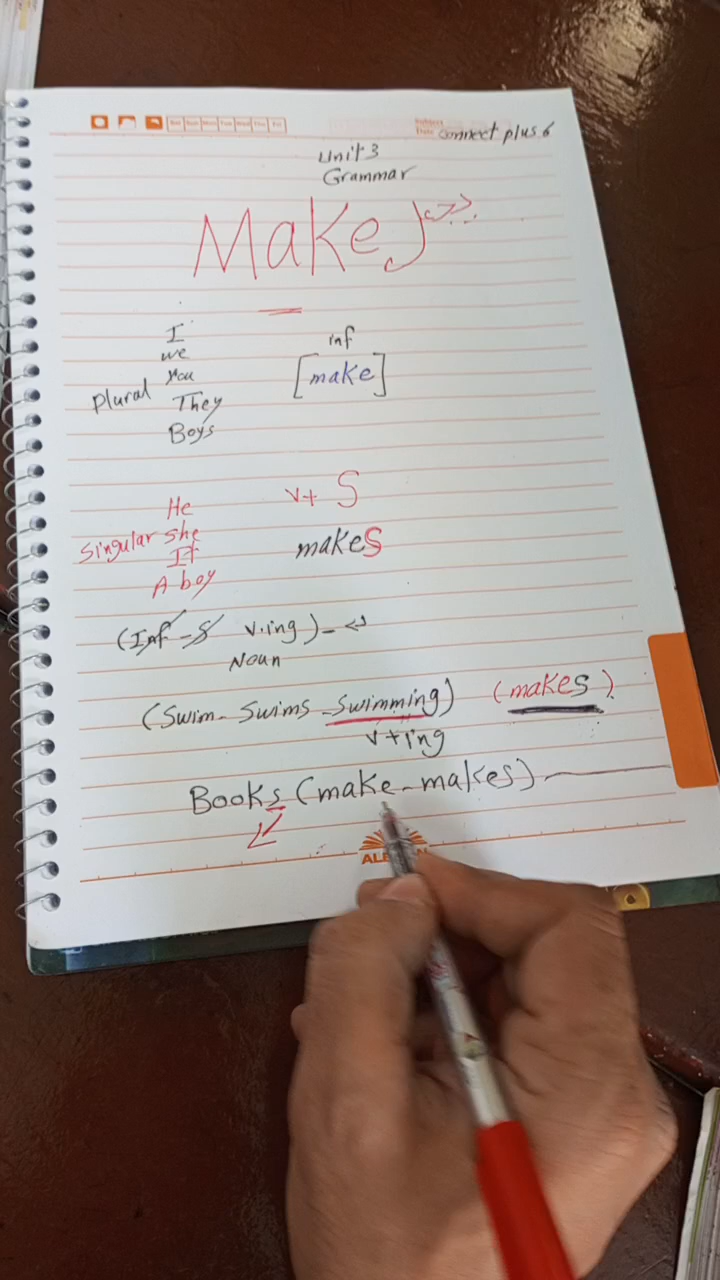 connect plus 6
Unit 3
Grammar
Make يجعل
I
we
you
They
Boys
plural
inf
[make]
He
she
It
A boy
Singular
v+ S
makes
(Inf - S v.ing) -
Noun
(Swim - Swims - Swimming) (makes)
v+ing
Books (make - makes)